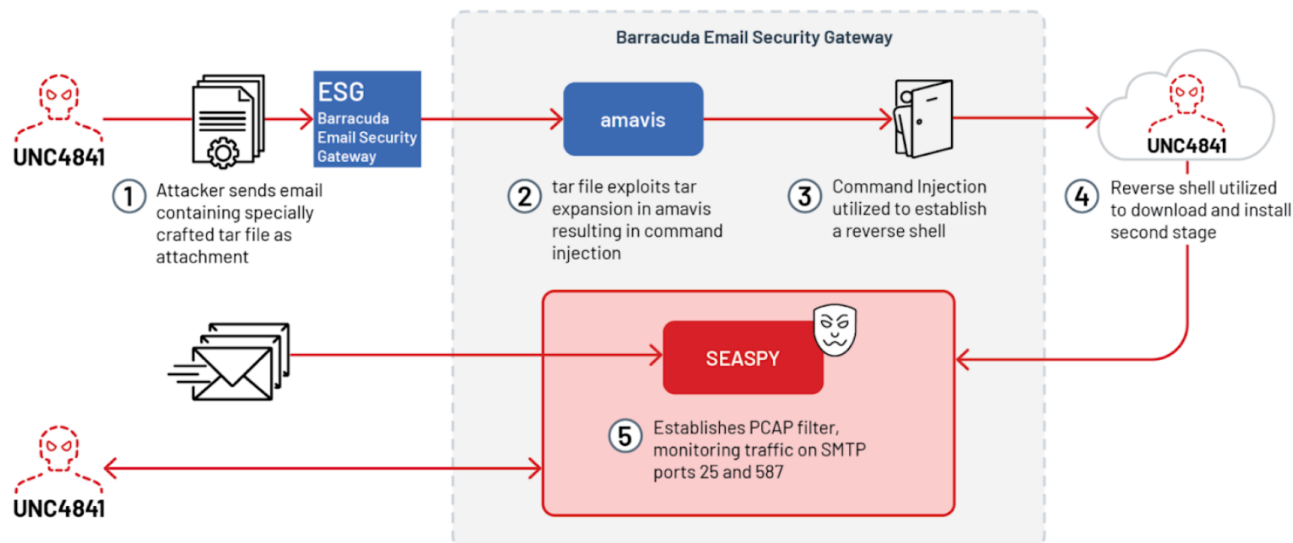 Barracuda Email Security Gateway
UNC4841
ESG
Barracuda
Email Security
Gateway
amavis
UNC4841
1 Attacker sends email
containing specially
crafted tar file as
attachment
2 tar file exploits tar
expansion in amavis
resulting in command
injection
3 Command Injection
utilized to establish
a reverse shell
4 Reverse shell utilized
to download and install
second stage
SEASPY
5 Establishes PCAP filter,
monitoring traffic on SMTP
ports 25 and 587
UNC4841